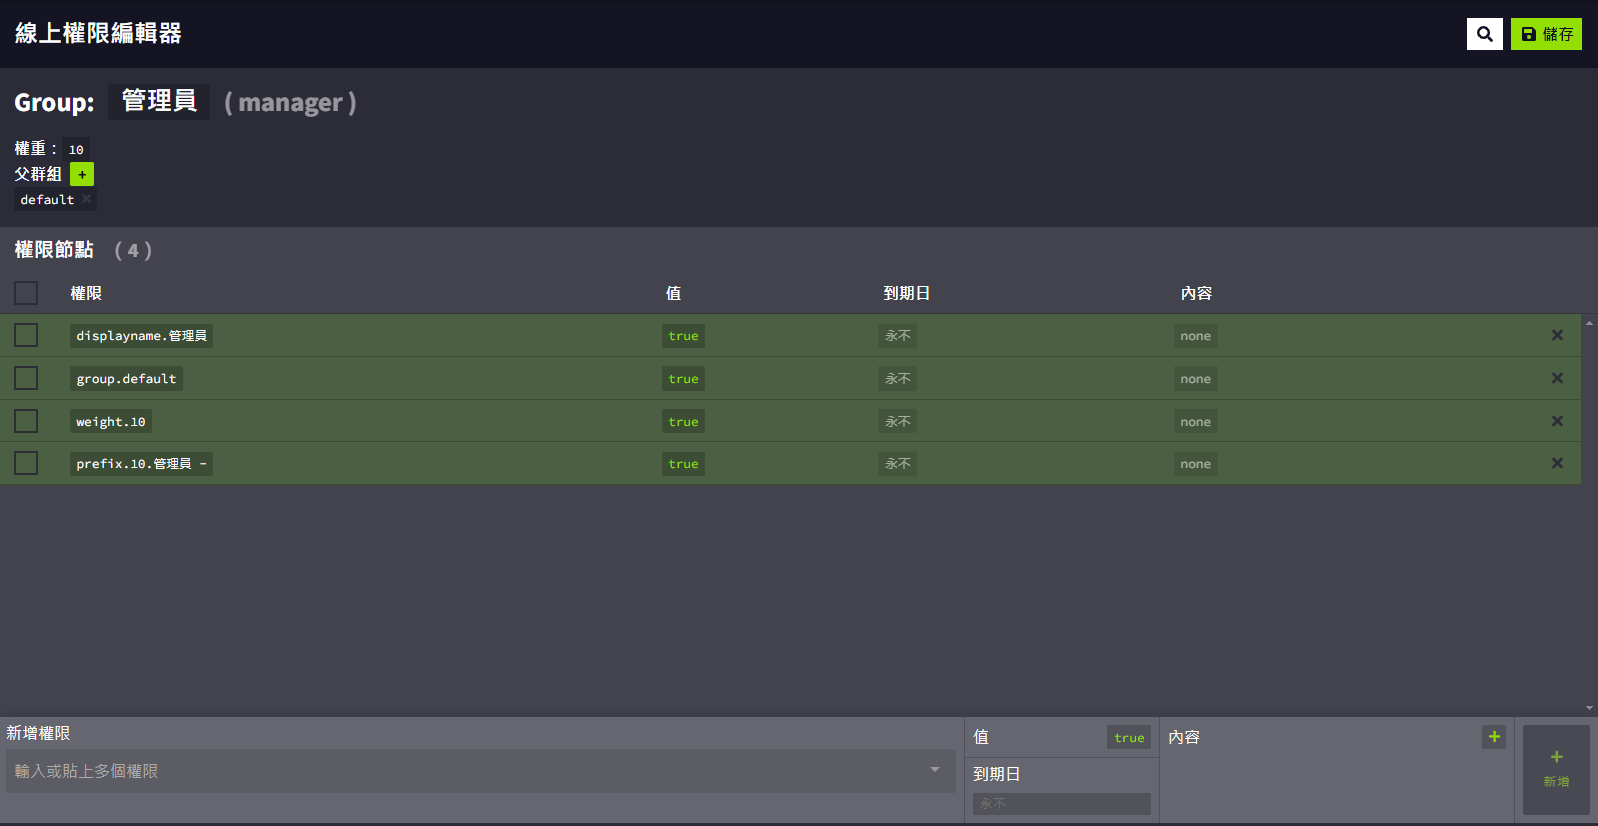 線上權限編輯器
儲存
Group: 管理員 ( manager )
權重： 10
父群組 +
default ×
權限節點 ( 4 )
權限 值 到期日 內容
displayname.管理員 true 永不 none
group.default true 永不 none
weight.10 true 永不 none
prefix.10.管理員 - true 永不 none
新增權限
輸入或貼上多個權限
值 true
到期日
永不
內容 +
+
新增